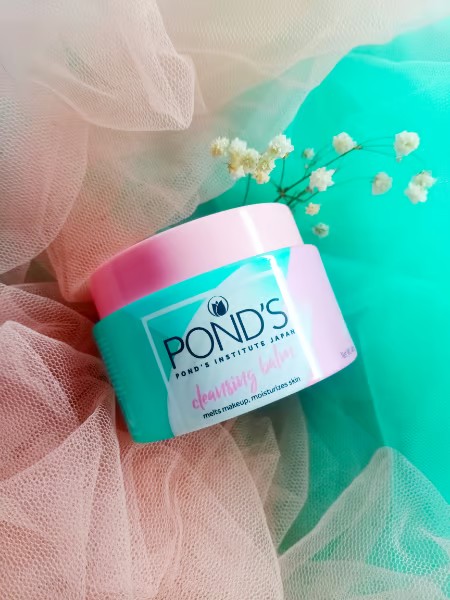 POND'S
POND'S INSTITUTE JAPAN
cleansing balm
melts makeup, moisturizes skin